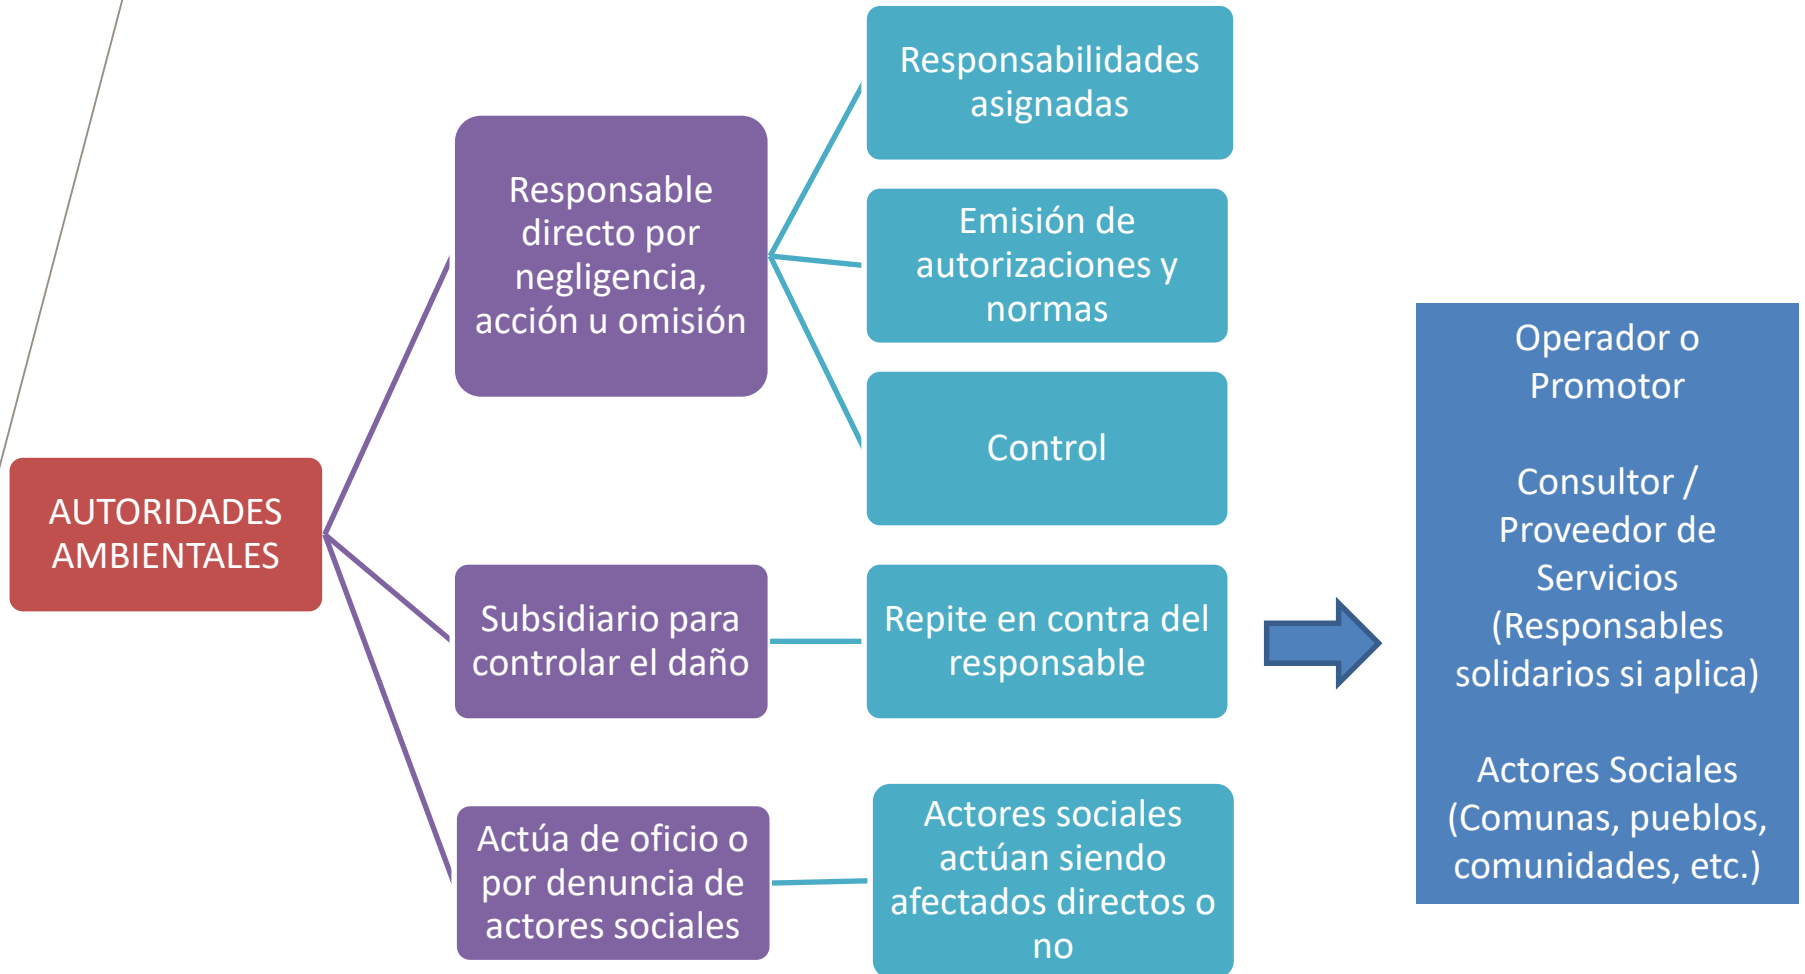 AUTORIDADES
AMBIENTALES
Responsable
directo por
negligencia,
acción u omisión
Responsabilidades
asignadas
Emisión de
autorizaciones y
normas
Control
Subsidiario para
controlar el daño
Repite en contra del
responsable
Actúa de oficio o
por denuncia de
actores sociales
Actores sociales
actúan siendo
afectados directos o
no
Operador o
Promotor
Consultor /
Proveedor de
Servicios
(Responsables
solidarios si aplica)
Actores Sociales
(Comunas, pueblos,
comunidades, etc.)